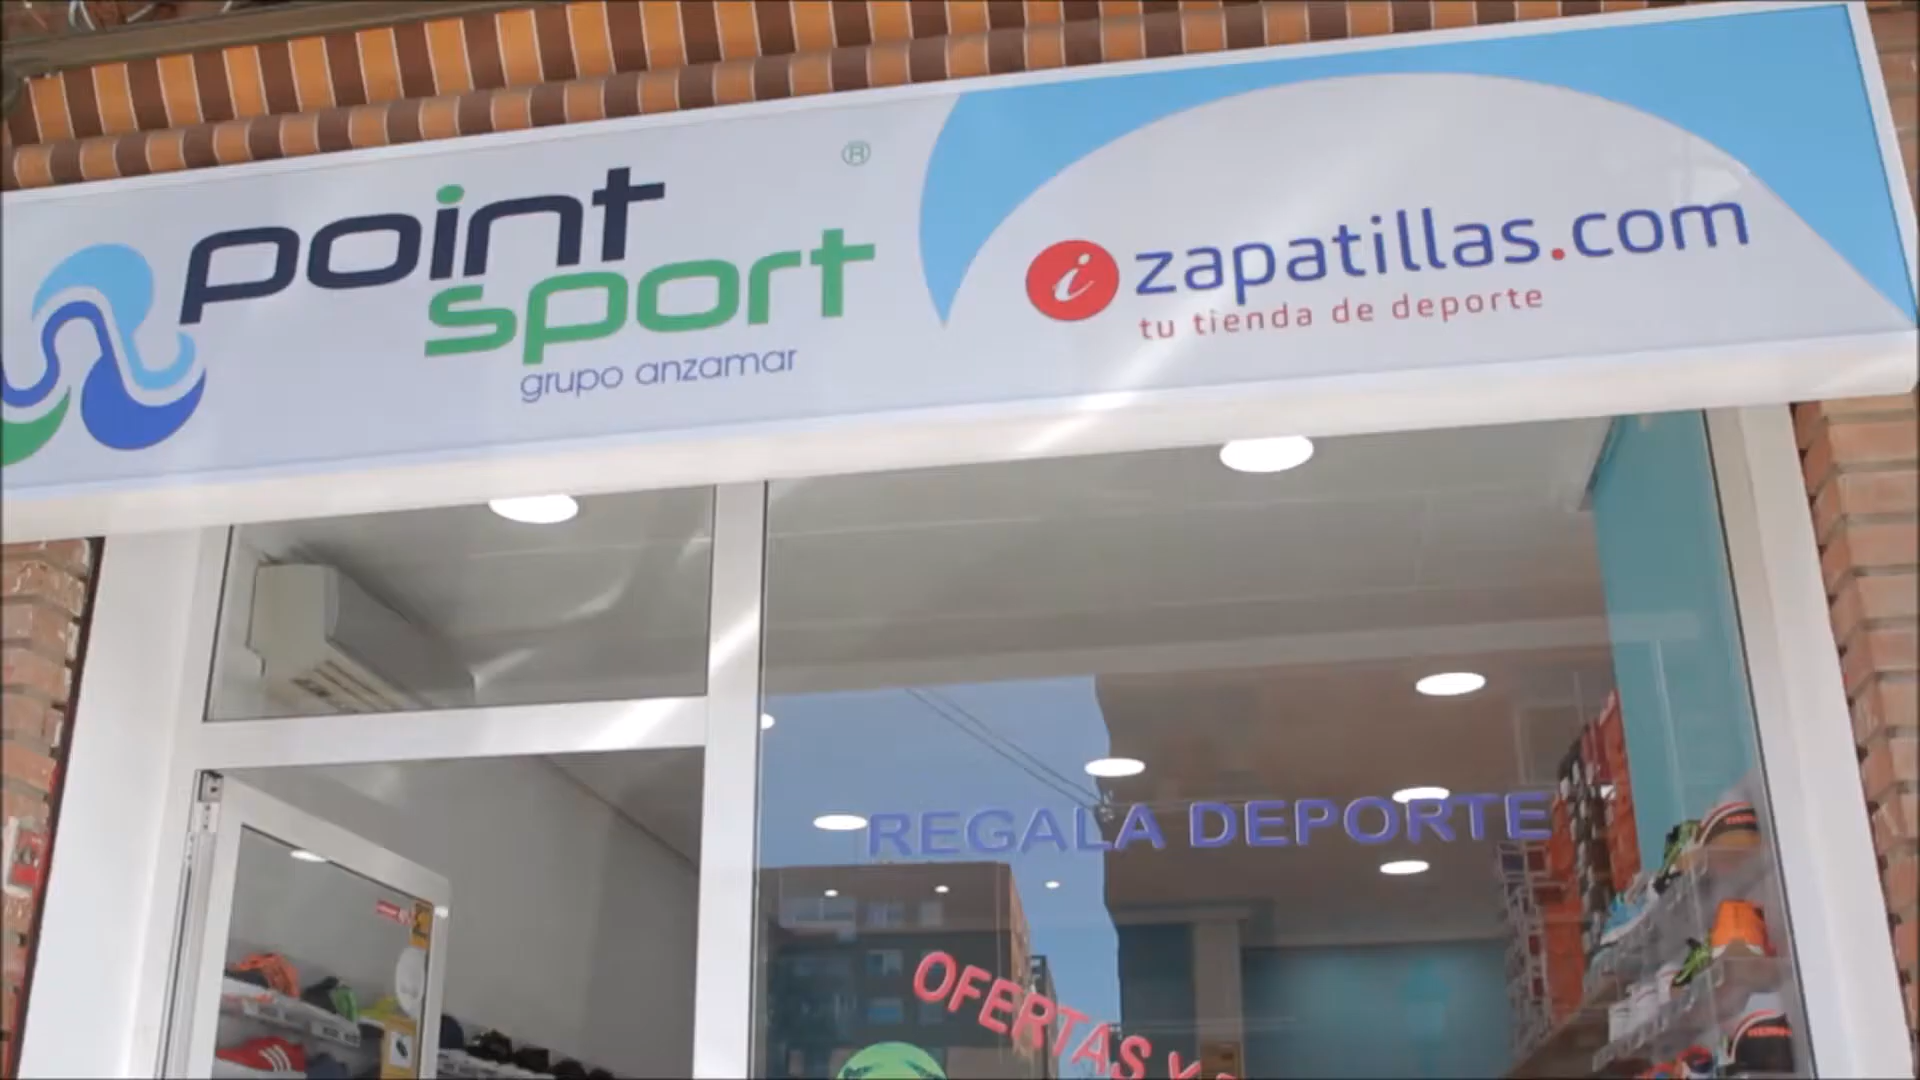 point
sport
®
grupo anzamar
i zapatillas.com
tu tienda de deporte
REGALA DEPORTE
OFERTAS Y